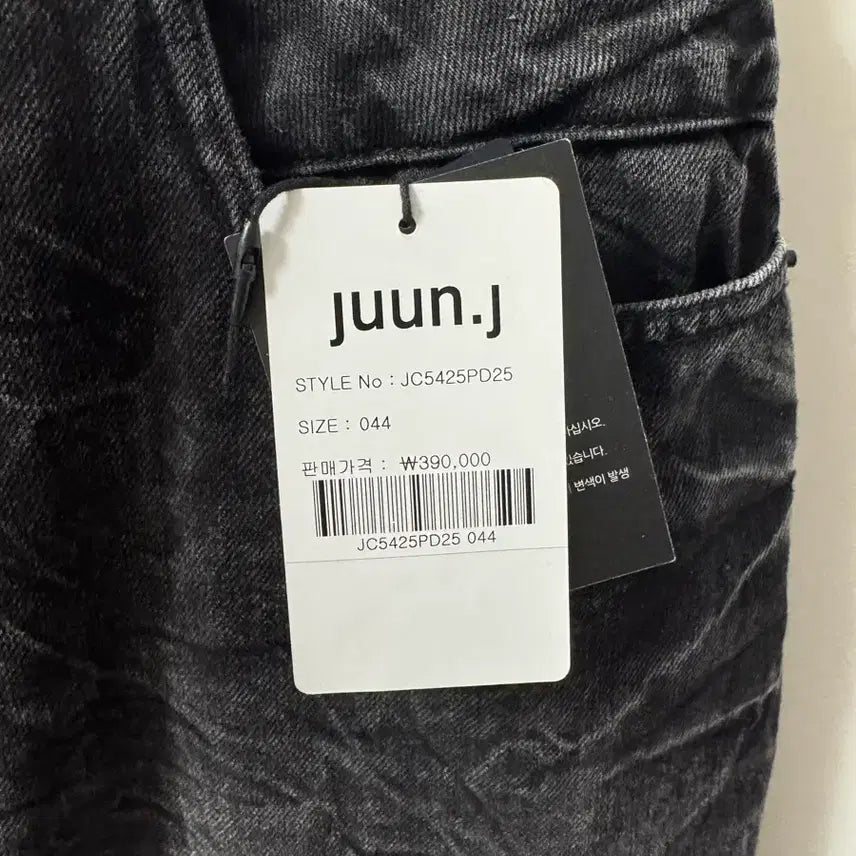 juun.j
STYLE No : JC5425PD25
SIZE : 044
판매가격 : ₩390,000
JC5425PD25 044
십시오.
있습니다.
변색이 발생